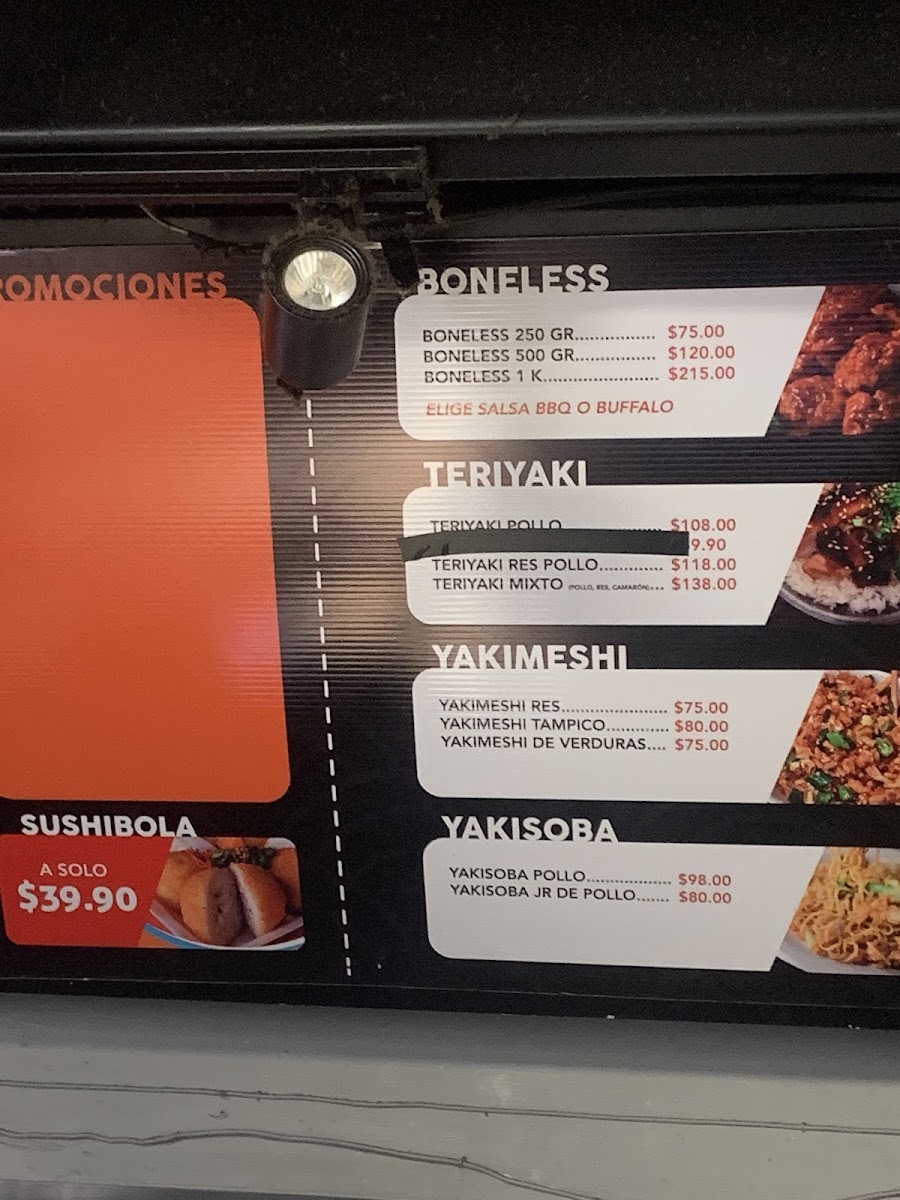 ROMOCIONES
SUSHIBOLA
A SOLO
$39.90
BONELESS
BONELESS 250 GR................ $75.00
BONELESS 500 GR................ $120.00
BONELESS 1 K....................... $215.00
ELIGE SALSA BBQ O BUFFALO
TERIYAKI
TERIYAKI POLLO.................... $108.00
9.90
TERIYAKI RES POLLO............. $118.00
TERIYAKI MIXTO (POLLO, RES, CAMARÓN)... $138.00
YAKIMESHI
YAKIMESHI RES...................... $75.00
YAKIMESHI TAMPICO............. $80.00
YAKIMESHI DE VERDURAS.... $75.00
YAKISOBA
YAKISOBA POLLO.................. $98.00
YAKISOBA JR DE POLLO....... $80.00